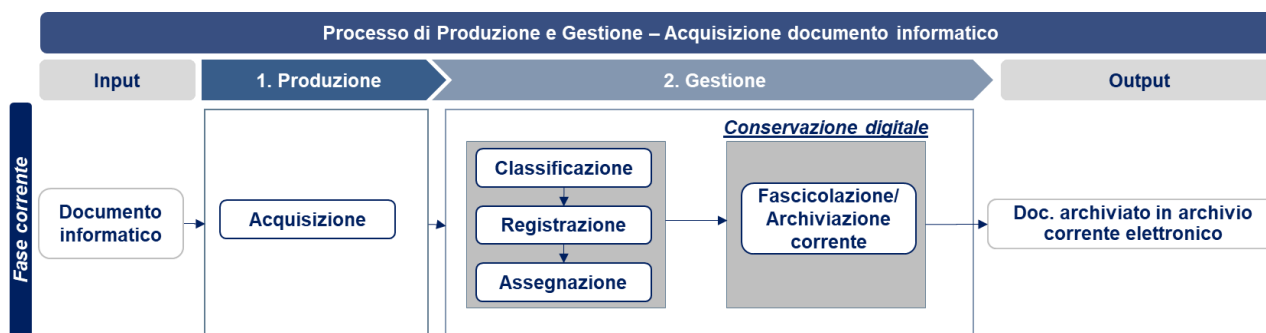 Processo di Produzione e Gestione – Acquisizione documento informatico
Input
1. Produzione
2. Gestione
Output
Fase corrente
Documento
informatico
Acquisizione
Classificazione
Registrazione
Assegnazione
Conservazione digitale
Fascicolazione/
Archiviazione
corrente
Doc. archiviato in archivio
corrente elettronico